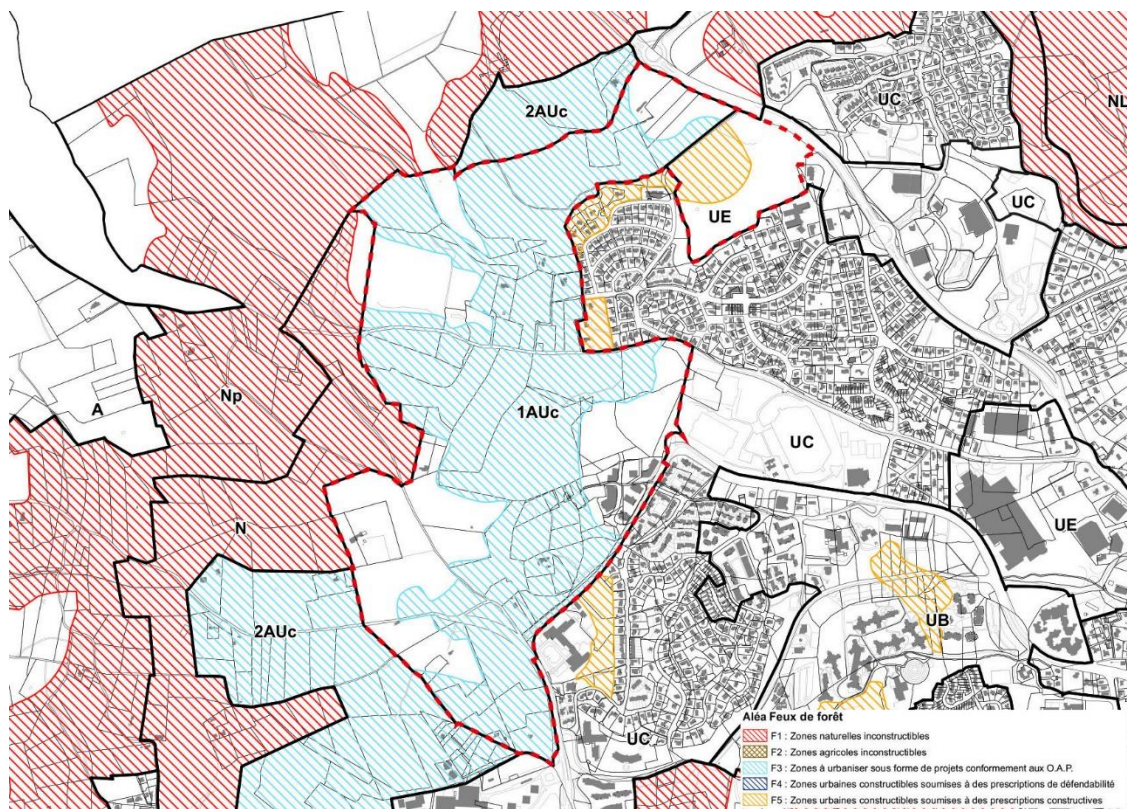 2AUc
UC
NL
UC
UE
A
Np
1AUc
UC
N
UE
2AUc
UB
UC
Aléa Feux de forêt
F1 : Zones naturelles inconstructibles
F2 : Zones agricoles inconstructibles
F3 : Zones à urbaniser sous forme de projets conformement aux O.A.P.
F4 : Zones urbaines constructibles soumises à des prescriptions de défendabilité
F5 : Zones urbaines constructibles soumises à des prescriptions constructives